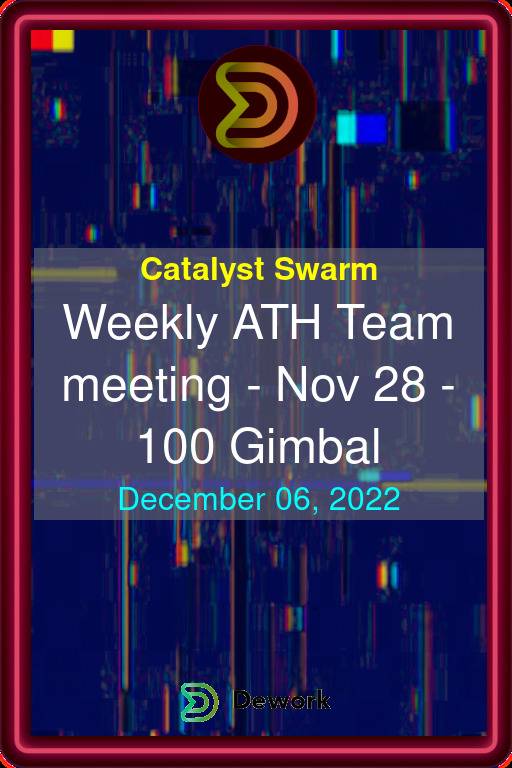 Catalyst Swarm
Weekly ATH Team
meeting - Nov 28 -
100 Gimbal
December 06, 2022
Dework